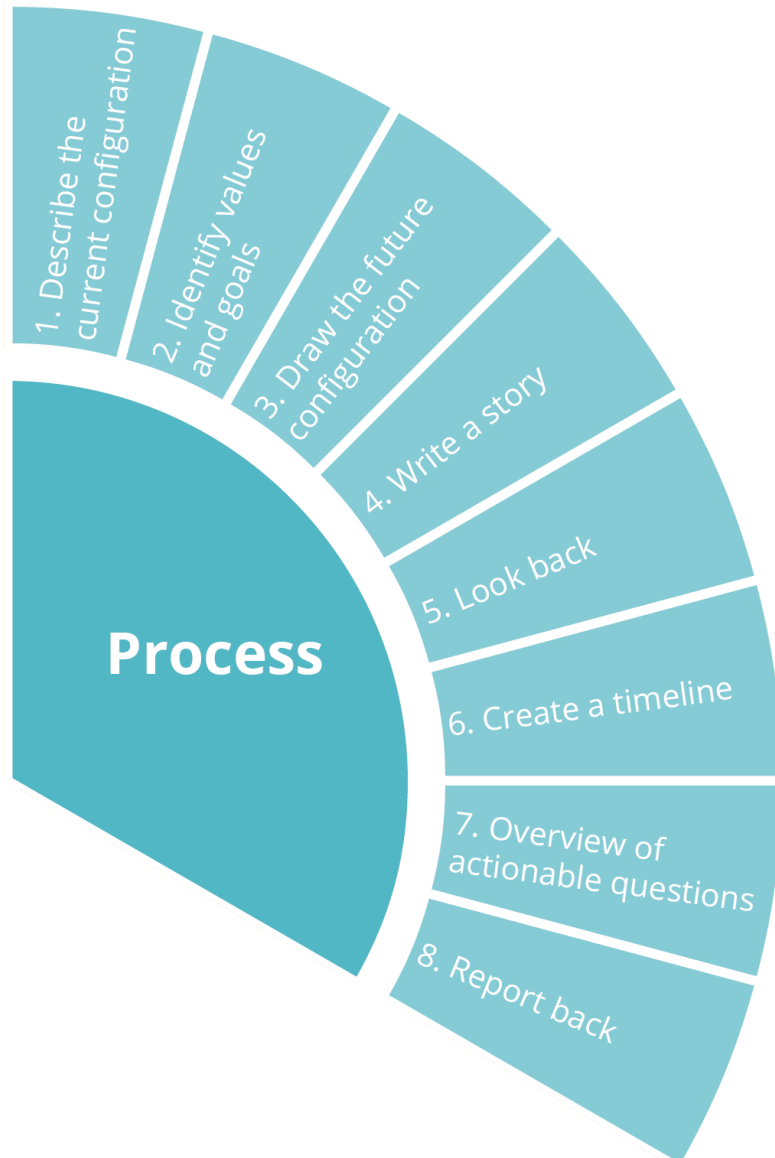 1. Describe the
current configuration
2. Identify values
and goals
3. Draw the future
configuration
4. Write a story
5. Look back
6. Create a timeline
7. Overview of
actionable questions
8. Report back
Process